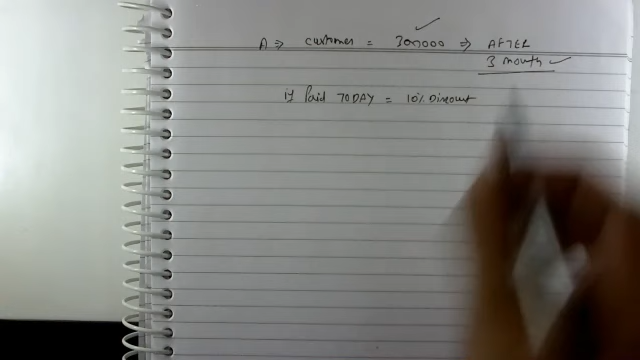 A ⇒ customer = 300000 ⇒ AFTER
3 month
if Paid TODAY = 10% Discount